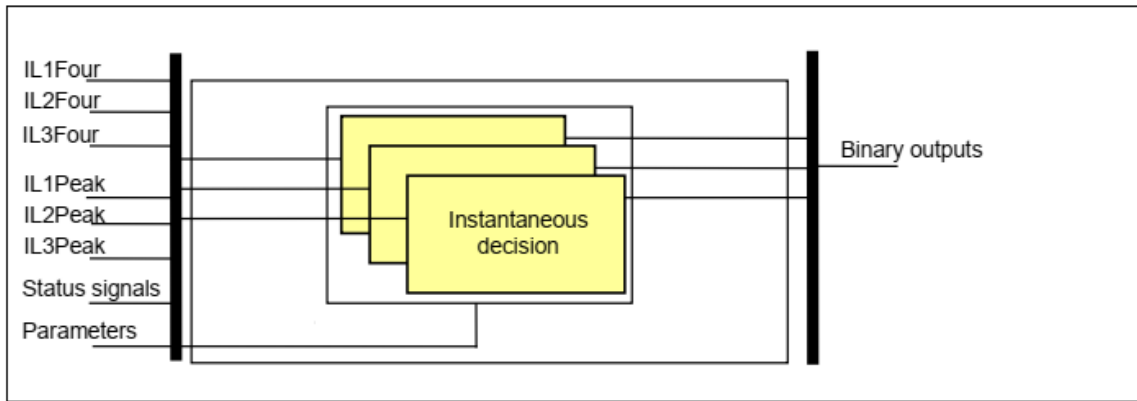 IL1Four
IL2Four
IL3Four
IL1Peak
IL2Peak
IL3Peak
Status signals
Parameters
Instantaneous
decision
Binary outputs